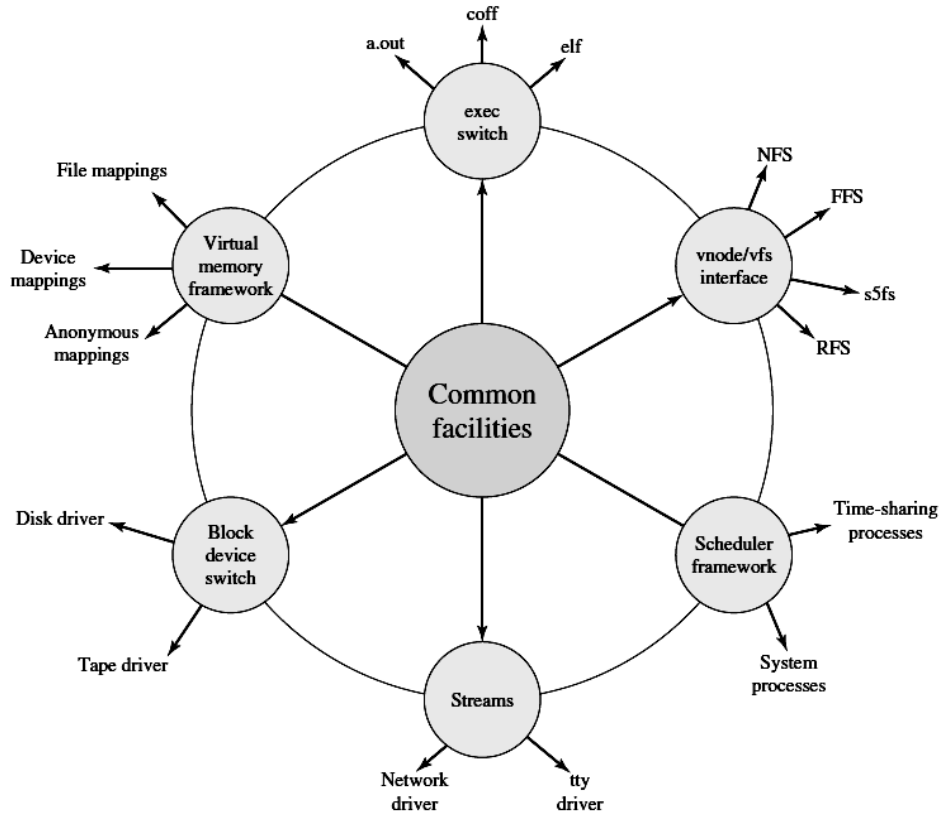 coff
a.out
elf
exec
switch
NFS
FFS
vnode/vfs
interface
s5fs
RFS
File mappings
Virtual
memory
framework
Device
mappings
Anonymous
mappings
Common
facilities
Disk driver
Block
device
switch
Tape driver
Time-sharing
processes
Scheduler
framework
System
processes
Streams
Network
driver
tty
driver